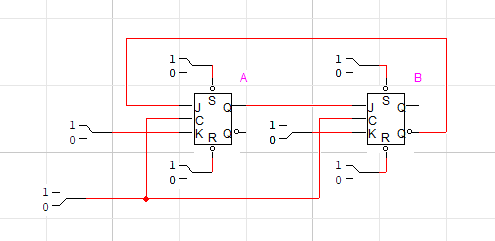 1 1
0 0
A B
S S
J Q J Q
1 C 1 C
0 K Q 0 K Q
R R
1 1
0 0
1
0